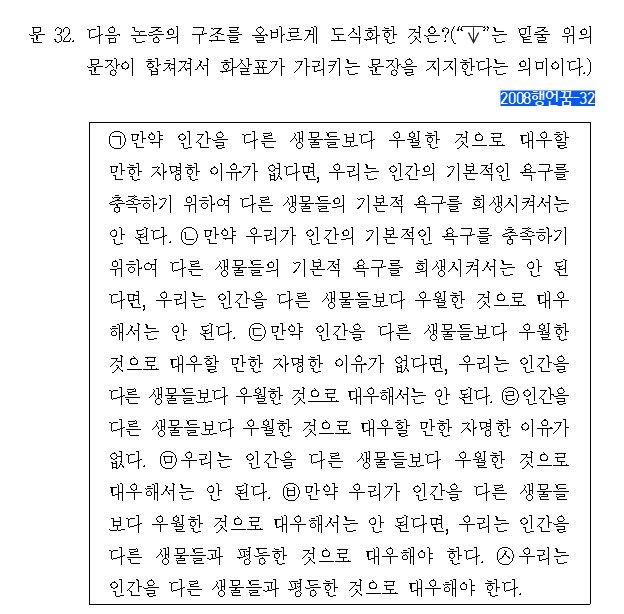 문 32. 다음 논증의 구조를 올바르게 도식화한 것은?(“↓”는 밑줄 위의
문장이 합쳐져서 화살표가 가리키는 문장을 지지한다는 의미이다.)
2008행언꿈-32
㉠만약 인간을 다른 생물들보다 우월한 것으로 대우할
만한 자명한 이유가 없다면, 우리는 인간의 기본적인 욕구를
충족하기 위하여 다른 생물들의 기본적 욕구를 희생시켜서는
안 된다. ㉡만약 우리가 인간의 기본적인 욕구를 충족하기
위하여 다른 생물들의 기본적 욕구를 희생시켜서는 안 된
다면, 우리는 인간을 다른 생물들보다 우월한 것으로 대우
해서는 안 된다. ㉢만약 인간을 다른 생물들보다 우월한
것으로 대우할 만한 자명한 이유가 없다면, 우리는 인간을
다른 생물들보다 우월한 것으로 대우해서는 안 된다. ㉣인간을
다른 생물들보다 우월한 것으로 대우할 만한 자명한 이유가
없다. ㉤우리는 인간을 다른 생물들보다 우월한 것으로
대우해서는 안 된다. ㉥만약 우리가 인간을 다른 생물들
보다 우월한 것으로 대우해서는 안 된다면, 우리는 인간을
다른 생물들과 평등한 것으로 대우해야 한다. ㉦우리는
인간을 다른 생물들과 평등한 것으로 대우해야 한다.